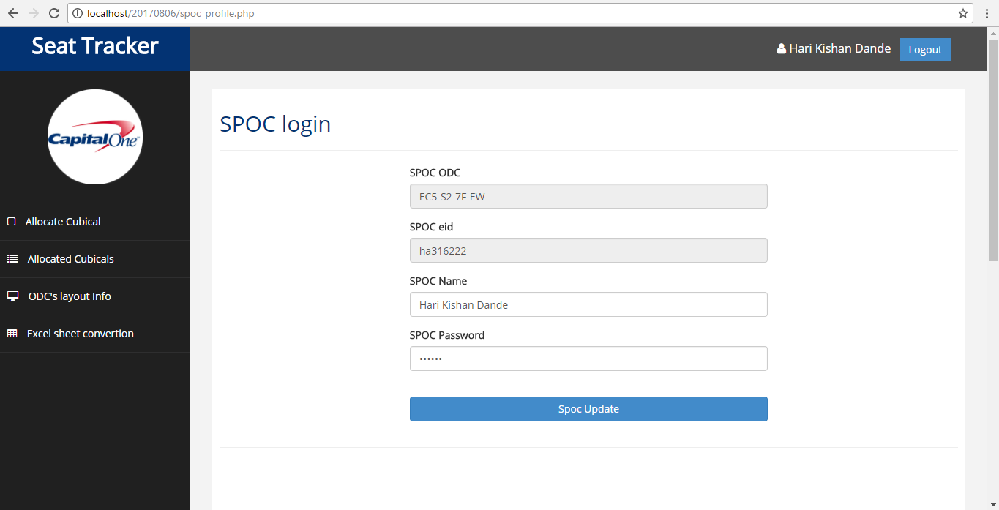 localhost/20170806/spoc_profile.php
Seat Tracker
Hari Kishan Dande
Logout
CapitalOne
Allocate Cubical
Allocated Cubicals
ODC's layout Info
Excel sheet convertion
SPOC login
SPOC ODC
EC5-S2-7F-EW
SPOC eid
ha316222
SPOC Name
Hari Kishan Dande
SPOC Password
••••••
Spoc Update